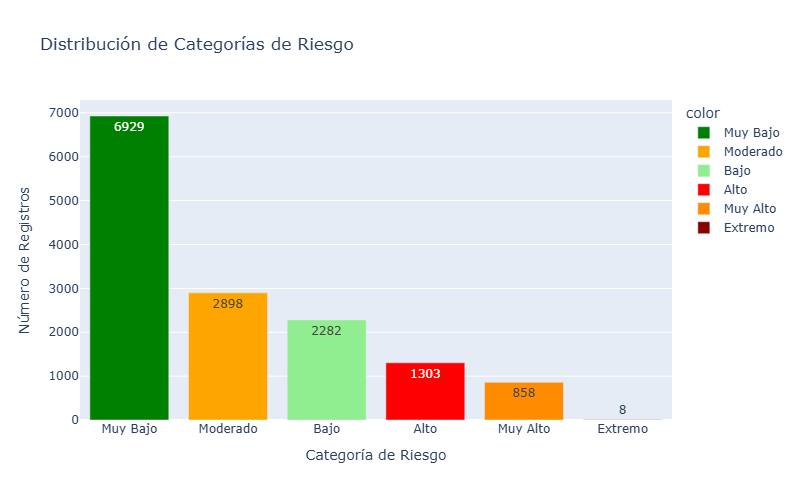 Distribución de Categorías de Riesgo
color
Muy Bajo
Moderado
Bajo
Alto
Muy Alto
Extremo
Número de Registros
7000
6000
5000
4000
3000
2000
1000
0
6929
2898
2282
1303
858
8
Muy Bajo Moderado Bajo Alto Muy Alto Extremo
Categoría de Riesgo